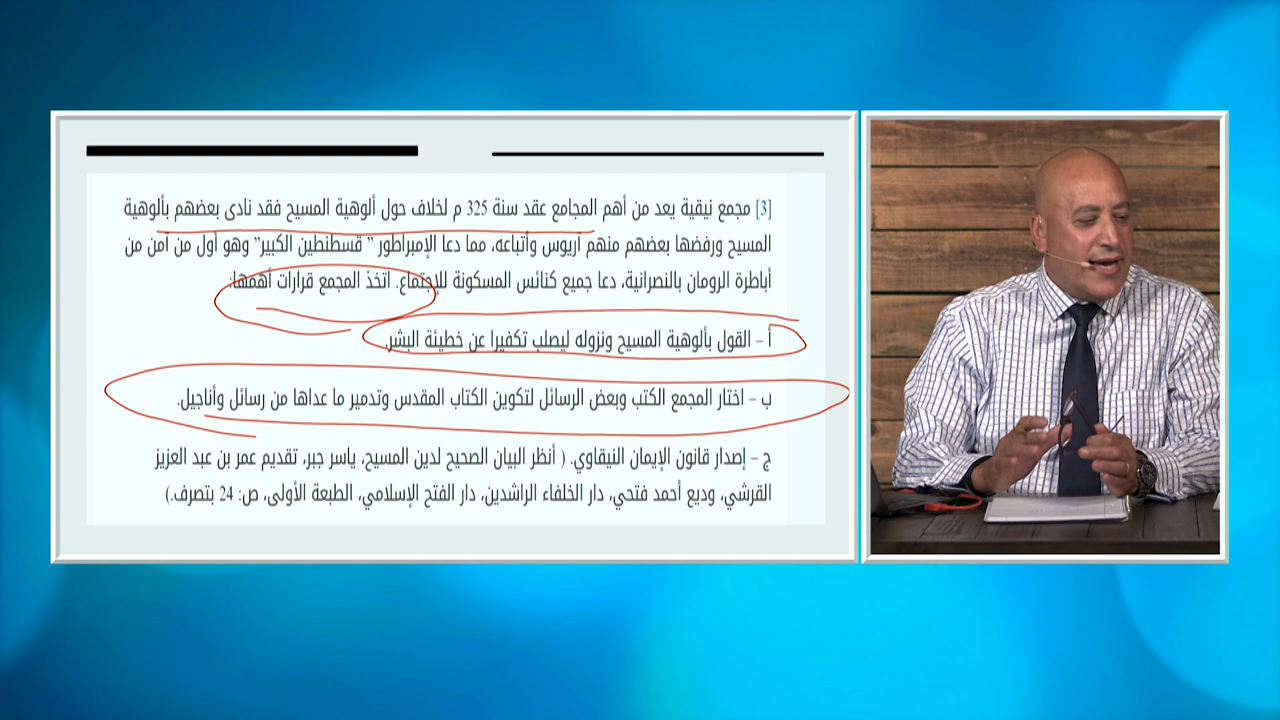 [3] مجمع نيقية يعد من أهم المجامع عقد سنة 325 م لخلاف حول ألوهية المسيح فقد نادى بعضهم بألوهية
المسيح ورفضها بعضهم منهم آريوس وأتباعه، مما دعا الإمبراطور ” قسطنطين الكبير” وهو أول من آمن من
أباطرة الرومان بالنصرانية، دعا جميع كنائس المسكونة للإجتماع. اتخذ المجمع قرارات أهمها:
أ – القول بألوهية المسيح ونزوله ليصلب تكفيرا عن خطيئة البشر.
ب – اختار المجمع الكتب وبعض الرسائل لتكوين الكتاب المقدس وتدمير ما عداها من رسائل وأناجيل.
ج – إصدار قانون الإيمان النيقاوي. ( أنظر البيان الصحيح لدين المسيح، ياسر جبر، تقديم عمر بن عبد العزيز
القرشي، وديع أحمد فتحي، دار الخلفاء الراشدين، دار الفتح الإسلامي، الطبعة الأولى، ص: 24 بتصرف.)